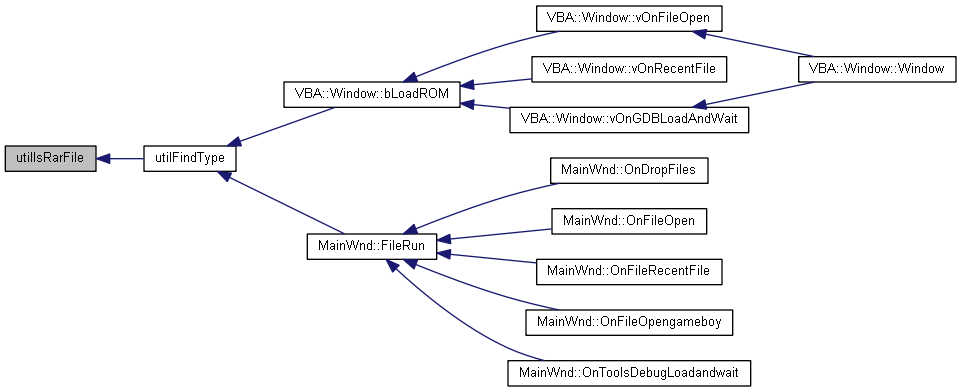 VBA::Window::vOnFileOpen
VBA::Window::vOnRecentFile
VBA::Window::Window
VBA::Window::bLoadROM
VBA::Window::vOnGDBLoadAndWait
utilIsRarFile
utilFindType
MainWnd::OnDropFiles
MainWnd::OnFileOpen
MainWnd::FileRun
MainWnd::OnFileRecentFile
MainWnd::OnFileOpengameboy
MainWnd::OnToolsDebugLoadandwait